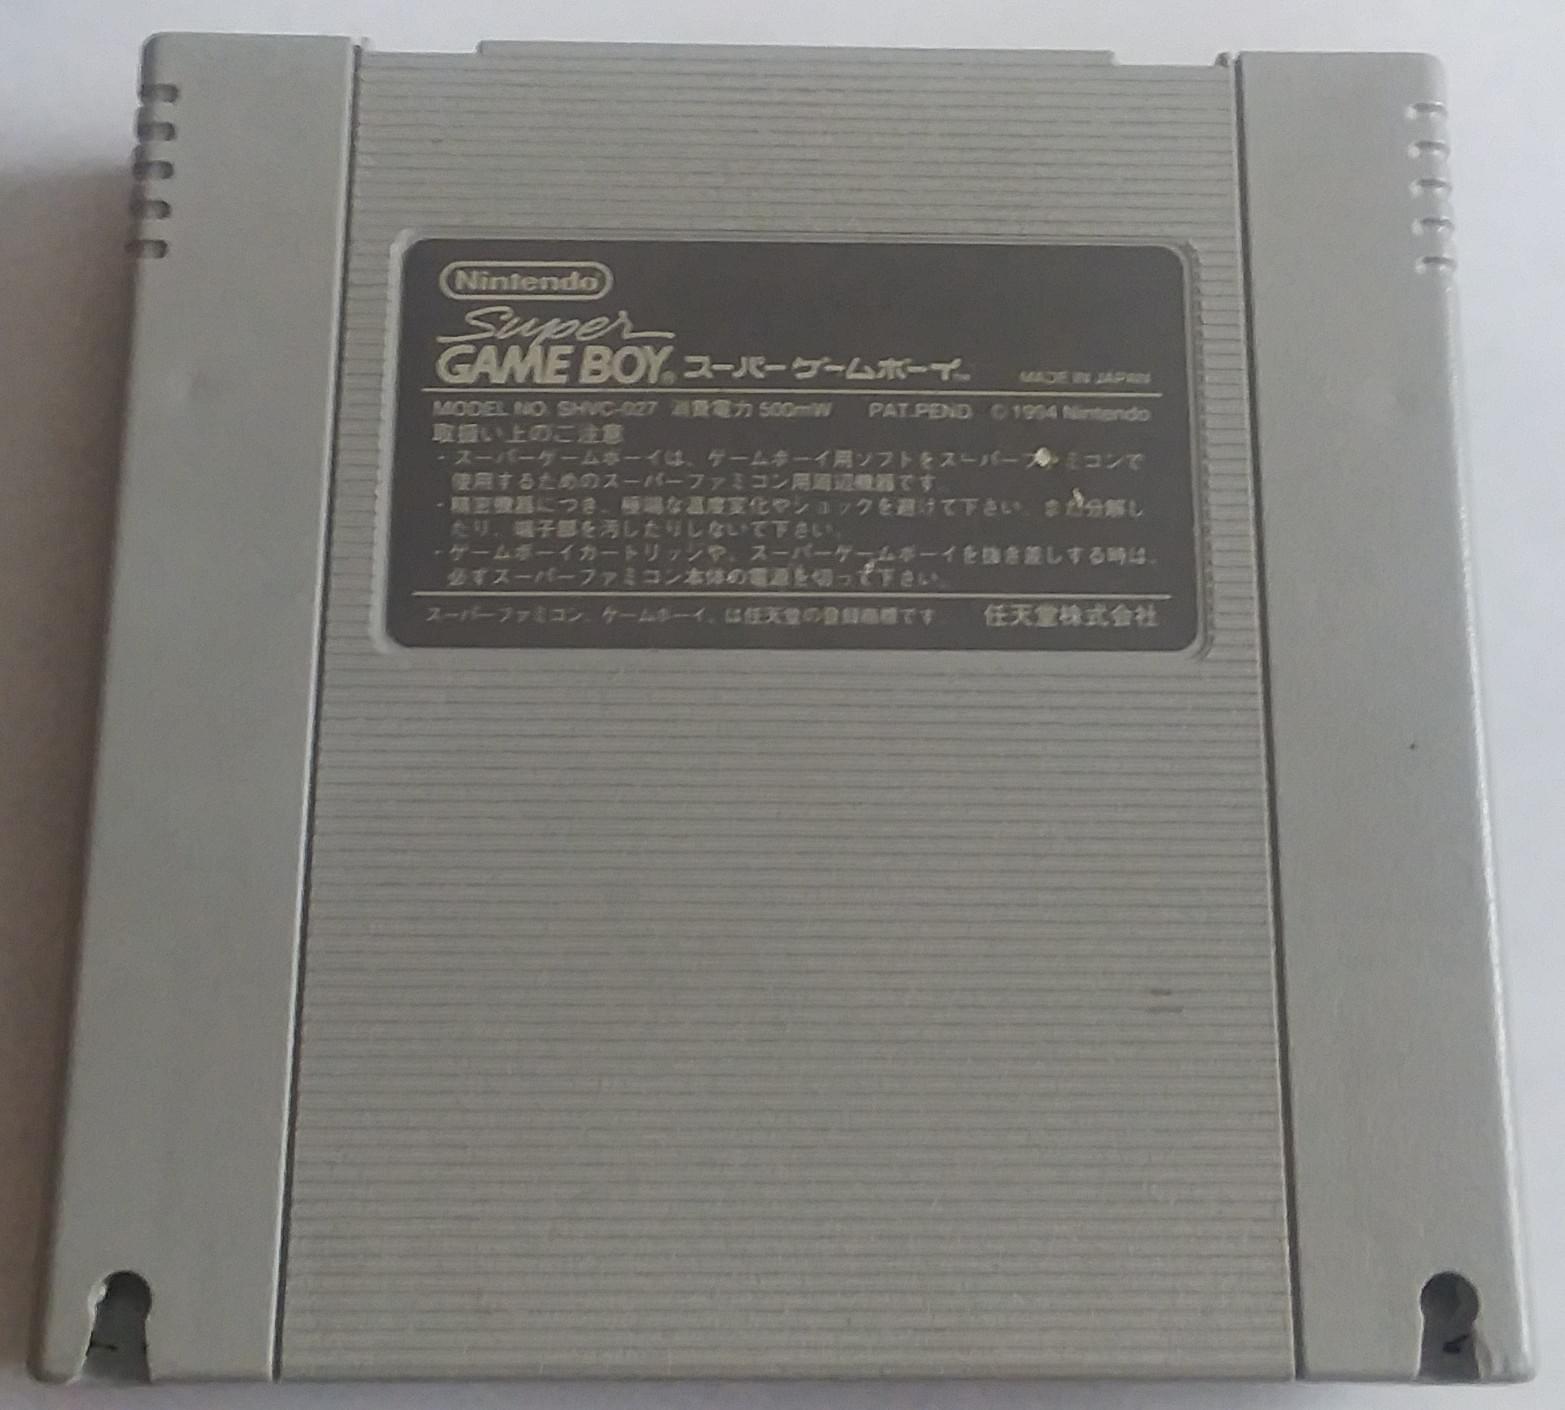 Nintendo
Super
GAME BOY® スーパーゲームボーイ™ MADE IN JAPAN
MODEL NO. SHVC-027 消費電力 500mW PAT.PEND. © 1994 Nintendo
取扱い上のご注意
・スーパーゲームボーイは、ゲームボーイ用ソフトをスーパーファミコンで
使用するためのスーパーファミコン用周辺機器です。
・精密機器につき、極端な温度変化やショックを避けて下さい。また分解し
たり、端子部を汚したりしないで下さい。
・ゲームボーイカートリッジや、スーパーゲームボーイを抜き差しする時は、
必ずスーパーファミコン本体の電源を切って下さい。
スーパーファミコン、ゲームボーイ、は任天堂の登録商標です 任天堂株式会社